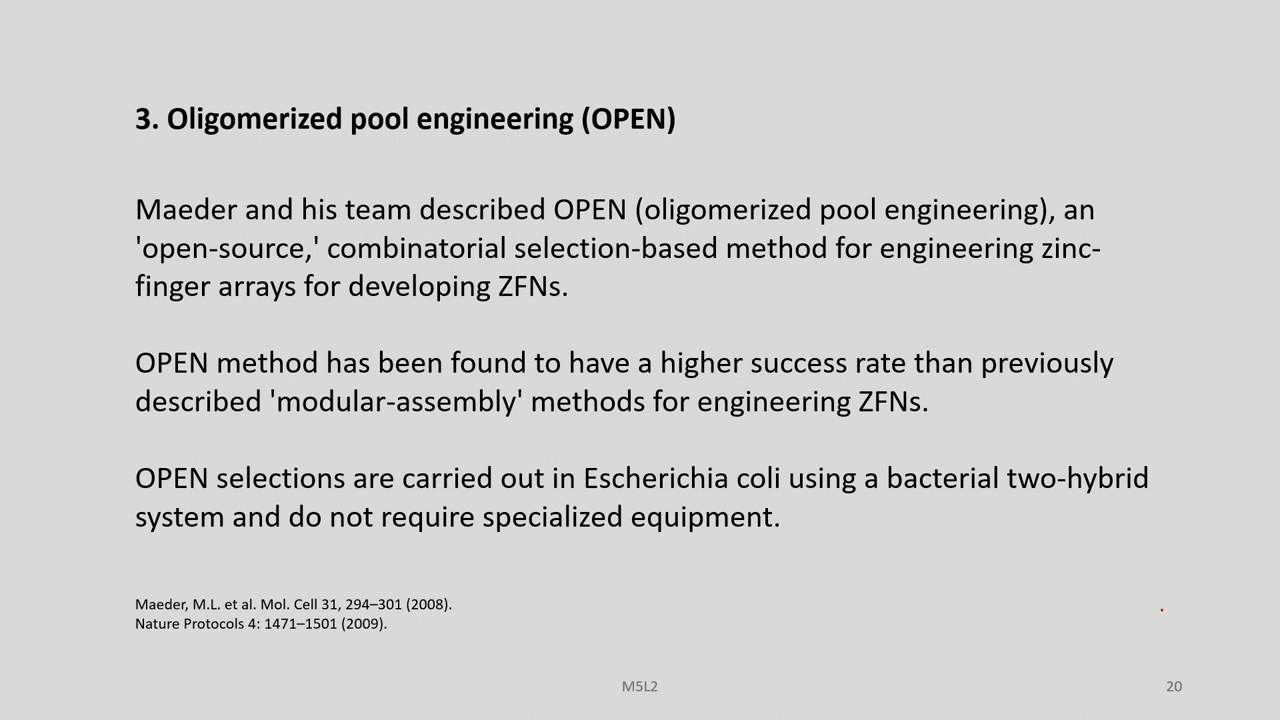 3. Oligomerized pool engineering (OPEN)
Maeder and his team described OPEN (oligomerized pool engineering), an
'open-source,' combinatorial selection-based method for engineering zinc-
finger arrays for developing ZFNs.
OPEN method has been found to have a higher success rate than previously
described 'modular-assembly' methods for engineering ZFNs.
OPEN selections are carried out in Escherichia coli using a bacterial two-hybrid
system and do not require specialized equipment.
Maeder, M.L. et al. Mol. Cell 31, 294–301 (2008).
Nature Protocols 4: 1471–1501 (2009).
M5L2
20